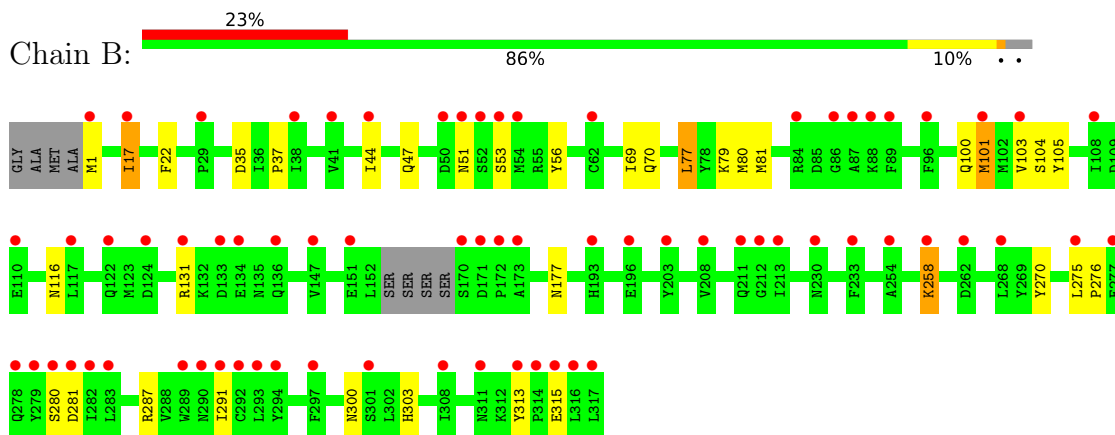 23%
Chain B:
86% 10% • •
GLY ALA MET ALA M1 I17 F22 P29 D35 I36 P37 I38 V41 I44 Q47 D50 N51 S52 S53 M54 R55 Y56 C62 I69 Q70 L77 Y78 K79 M80 M81 R84 D85 G86 A87 K88 F89 F96 Q100 M101 M102 V103 S104 Y105 I108
E110 N116 L117 Q122 M123 D124 R131 K132 D133 E134 N135 Q136 V147 E151 L152 SER SER SER SER S170 D171 P172 A173 N177 H193 E196 Y203 V208 Q211 G212 I213 N230 F233 A254 K258 D262 L268 Y269 Y270 L275 P276
Q278 Y279 S280 D281 I282 L283 R287 V288 W289 N290 I291 C292 L293 Y294 F297 N300 S301 L302 H303 I308 N311 K312 Y313 P314 E315 L316 L317